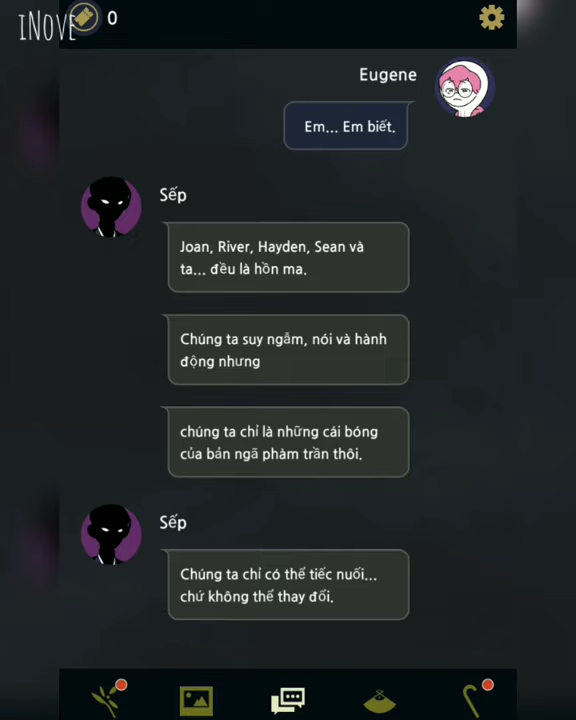 iNOVE
0
Eugene
Em... Em biết.
Sếp
Joan, River, Hayden, Sean và
ta... đều là hồn ma.
Chúng ta suy ngẫm, nói và hành
động nhưng
chúng ta chỉ là những cái bóng
của bản ngã phàm trần thôi.
Sếp
Chúng ta chỉ có thể tiếc nuối...
chứ không thể thay đổi.